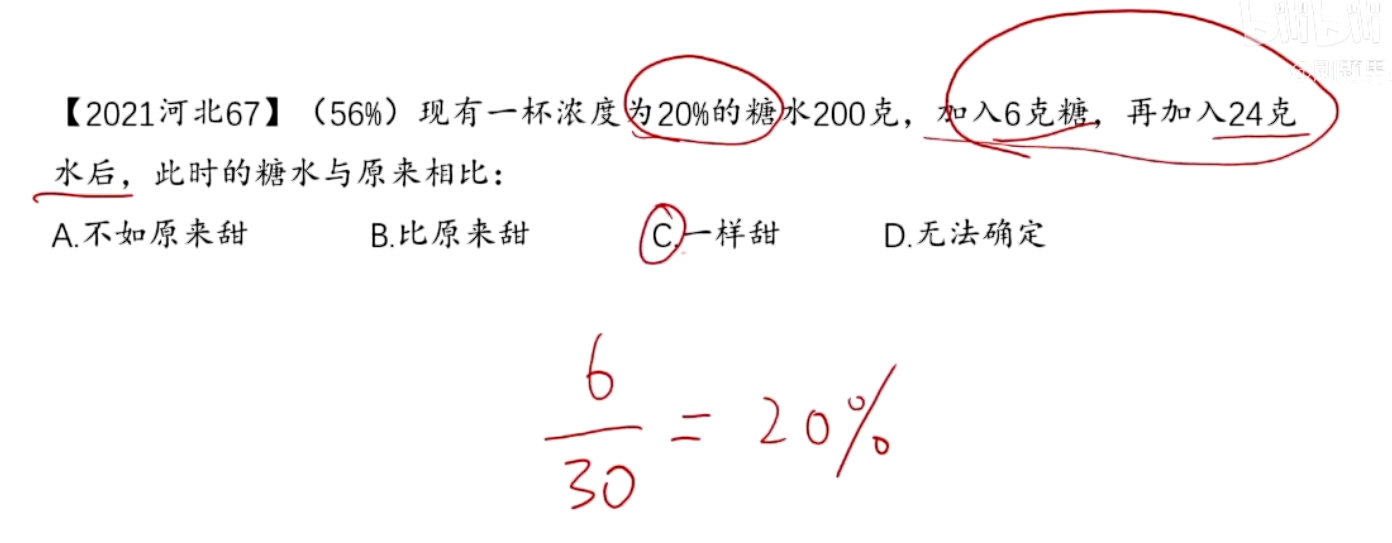 bilibili
【2021河北67】（56%）现有一杯浓度为20%的糖水200克，加入6克糖，再加入24克
水后，此时的糖水与原来相比：
A.不如原来甜 B.比原来甜 C.一样甜 D.无法确定
6
30
= 20%